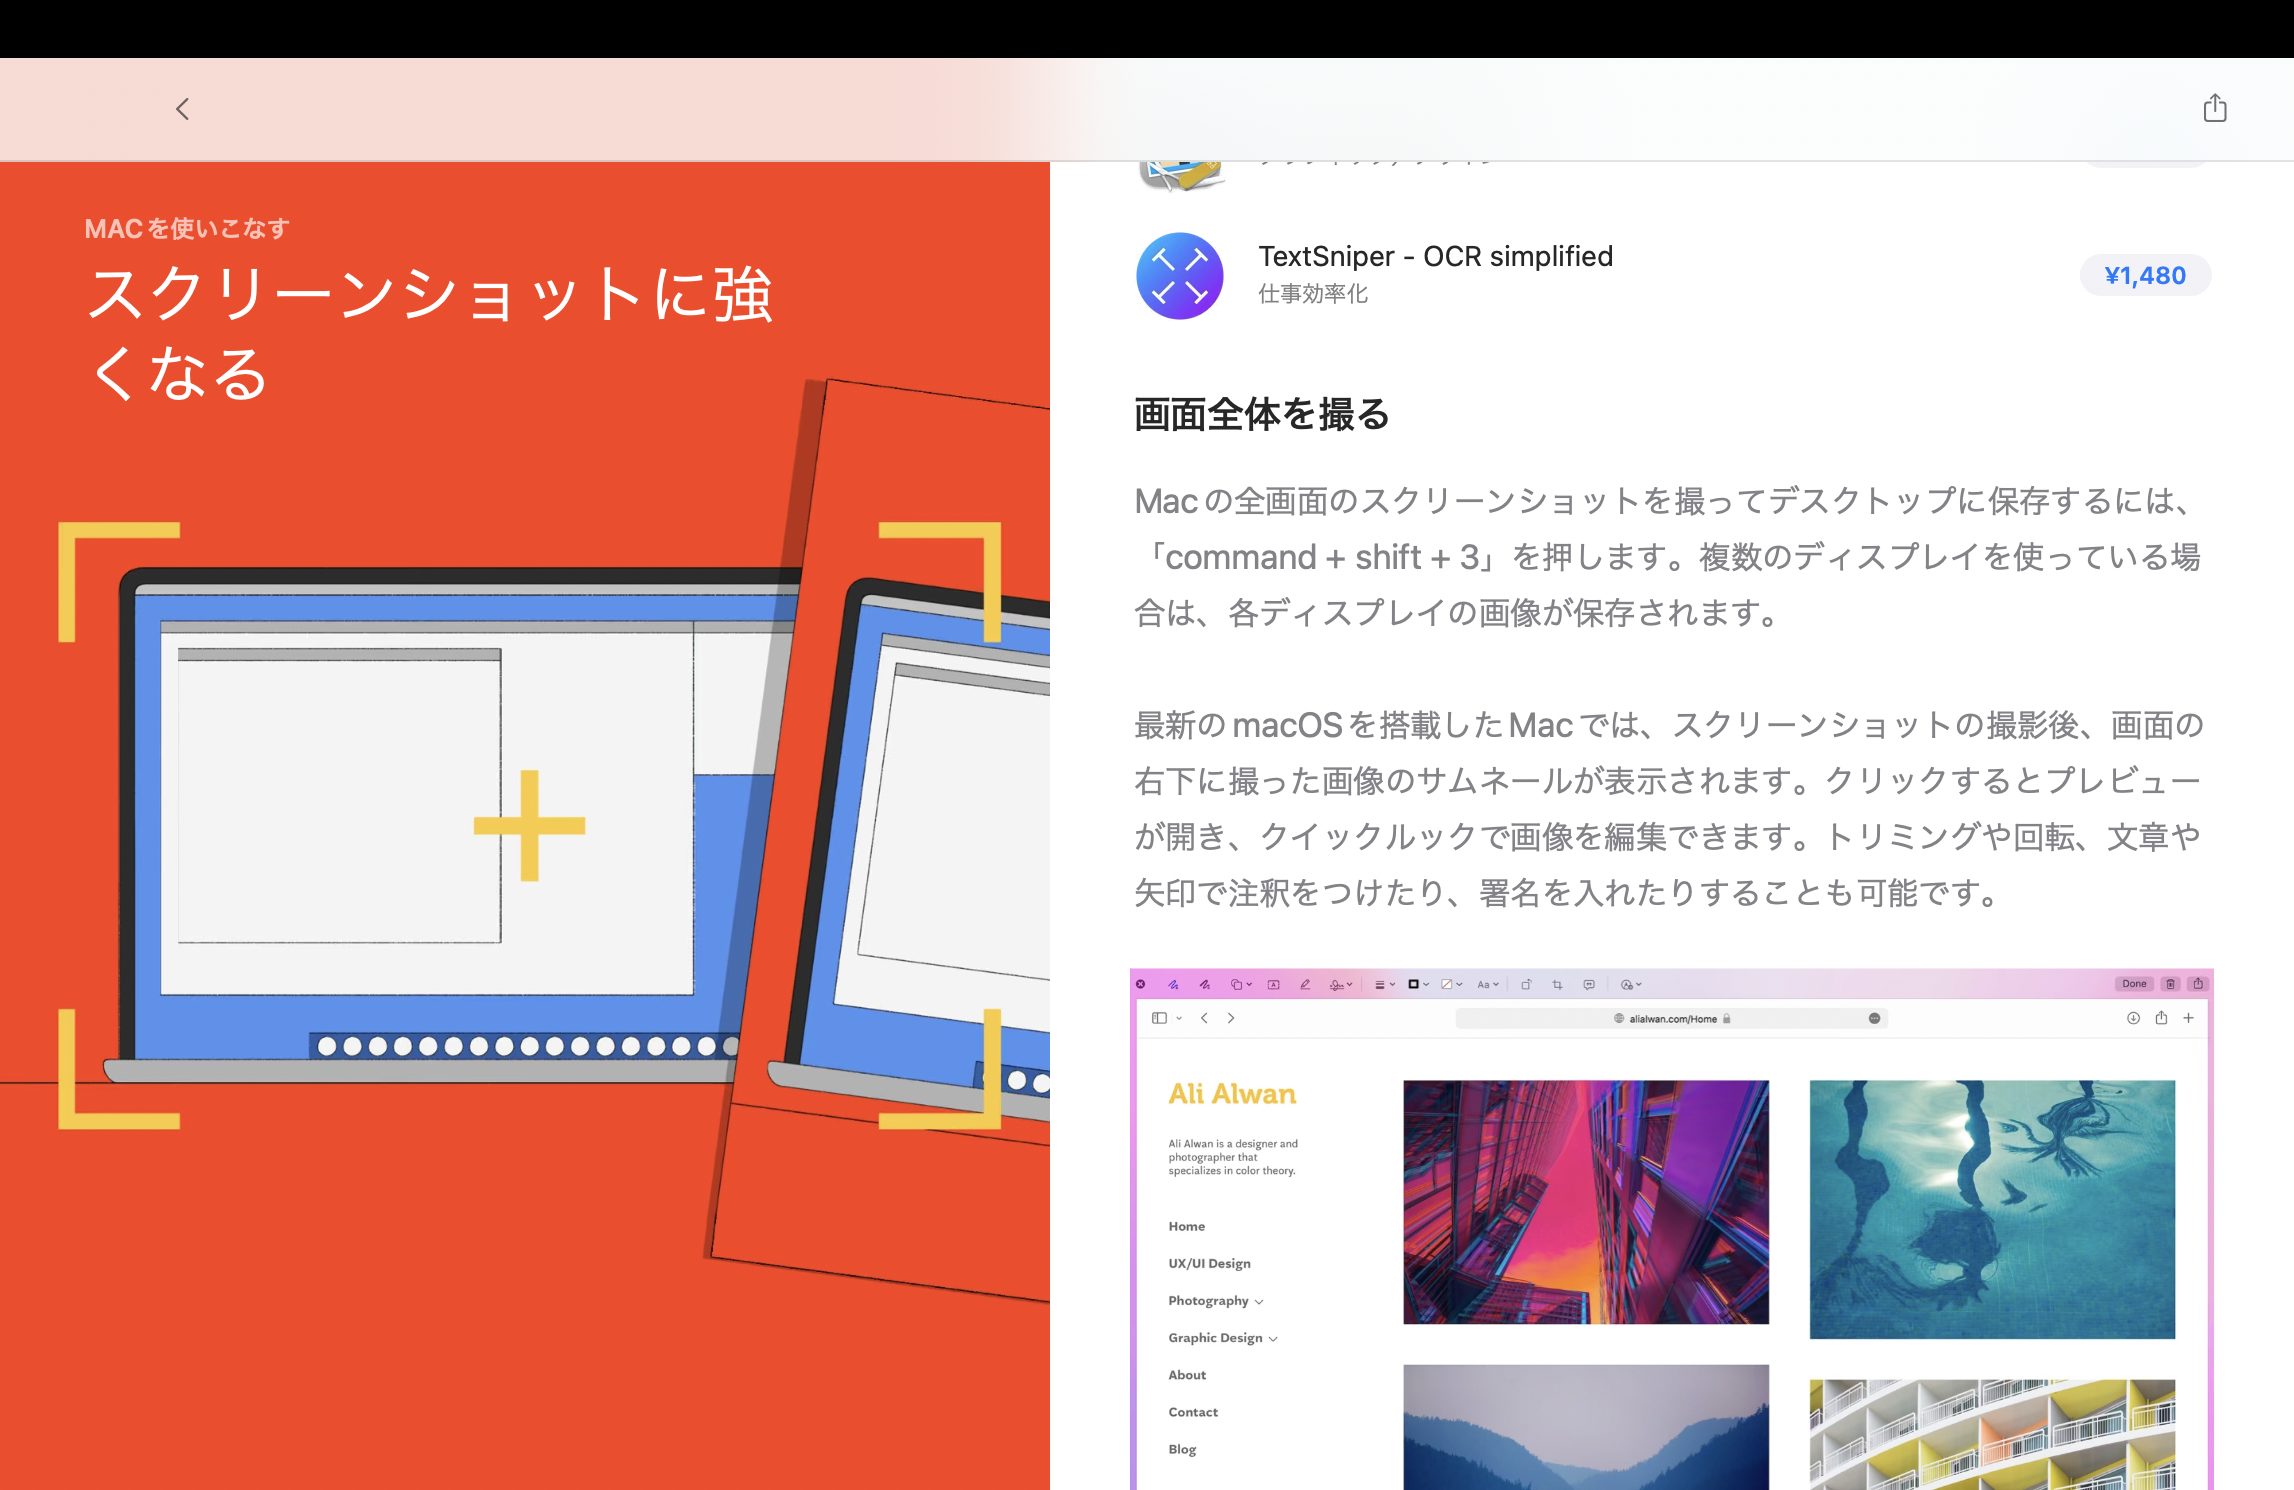 MACを使いこなす
スクリーンショットに強
くなる
TextSniper - OCR simplified
仕事効率化
¥1,480
画面全体を撮る
Macの全画面のスクリーンショットを撮ってデスクトップに保存するには、
「command + shift + 3」を押します。複数のディスプレイを使っている場
合は、各ディスプレイの画像が保存されます。
最新のmacOSを搭載したMacでは、スクリーンショットの撮影後、画面の
右下に撮った画像のサムネールが表示されます。クリックするとプレビュー
が開き、クイックルックで画像を編集できます。トリミングや回転、文章や
矢印で注釈をつけたり、署名を入れたりすることも可能です。
Aa
Done
alialwan.com/Home
Ali Alwan
Ali Alwan is a designer and
photographer that
specializes in color theory.
Home
UX/UI Design
Photography
Graphic Design
About
Contact
Blog